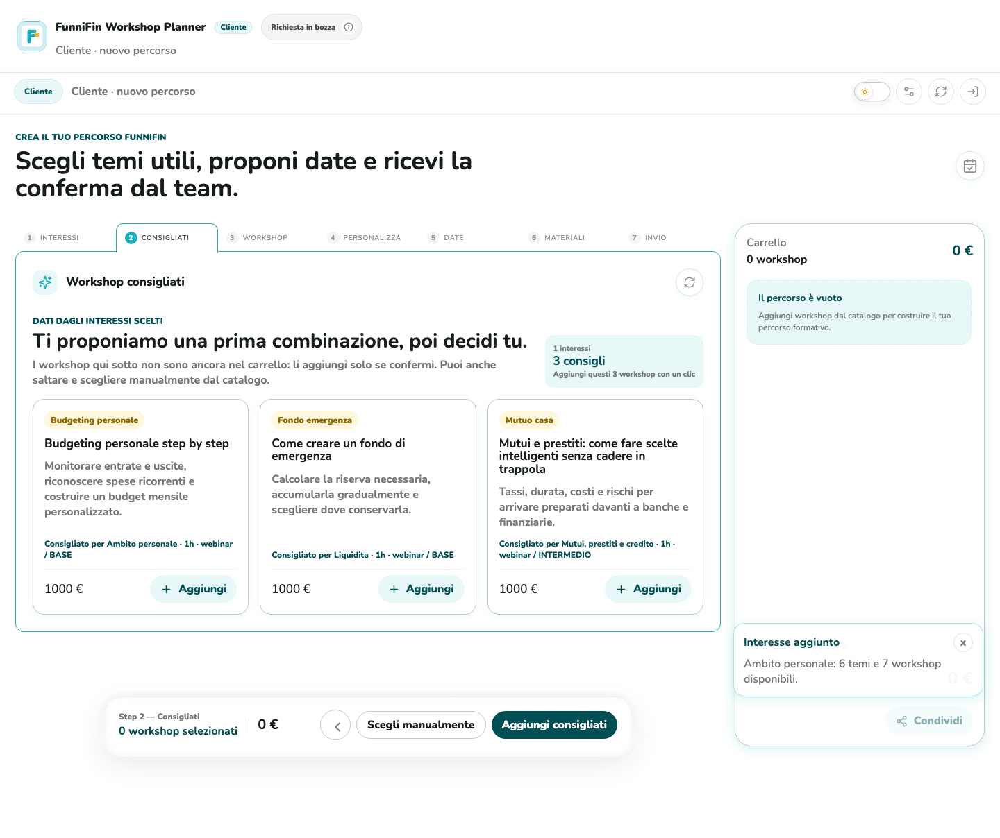 FunniFin Workshop Planner
Cliente
Richiesta in bozza
Cliente · nuovo percorso
Cliente
Cliente · nuovo percorso
CREA IL TUO PERCORSO FUNNIFIN
Scegli temi utili, proponi date e ricevi la
conferma dal team.
1 INTERESSI
2 CONSIGLIATI
3 WORKSHOP
4 PERSONALIZZA
5 DATE
6 MATERIALI
7 INVIO
Workshop consigliati
DATI DAGLI INTERESSI SCELTI
Ti proponiamo una prima combinazione, poi decidi tu.
I workshop qui sotto non sono ancora nel carrello: li aggiungi solo se confermi. Puoi anche
saltare e scegliere manualmente dal catalogo.
1 interessi
3 consigli
Aggiungi questi 3 workshop con un clic
Budgeting personale
Budgeting personale step by step
Monitorare entrate e uscite,
riconoscere spese ricorrenti e
costruire un budget mensile
personalizzato.
Consigliato per Ambito personale · 1h · webinar
/ BASE
1000 €
+ Aggiungi
Fondo emergenza
Come creare un fondo di
emergenza
Calcolare la riserva necessaria,
accumularla gradualmente e
scegliere dove conservarla.
Consigliato per Liquidita · 1h · webinar / BASE
1000 €
+ Aggiungi
Mutuo casa
Mutui e prestiti: come fare scelte
intelligenti senza cadere in
trappola
Tassi, durata, costi e rischi per
arrivare preparati davanti a banche e
finanziarie.
Consigliato per Mutui, prestiti e credito · 1h ·
webinar / INTERMEDIO
1000 €
+ Aggiungi
Carrello
0 workshop
0 €
Il percorso è vuoto
Aggiungi workshop dal catalogo per costruire il tuo
percorso formativo.
Interesse aggiunto
x
Ambito personale: 6 temi e 7 workshop
disponibili.
0 €
Condividi
Step 2 — Consigliati
0 workshop selezionati
0 €
Scegli manualmente
Aggiungi consigliati